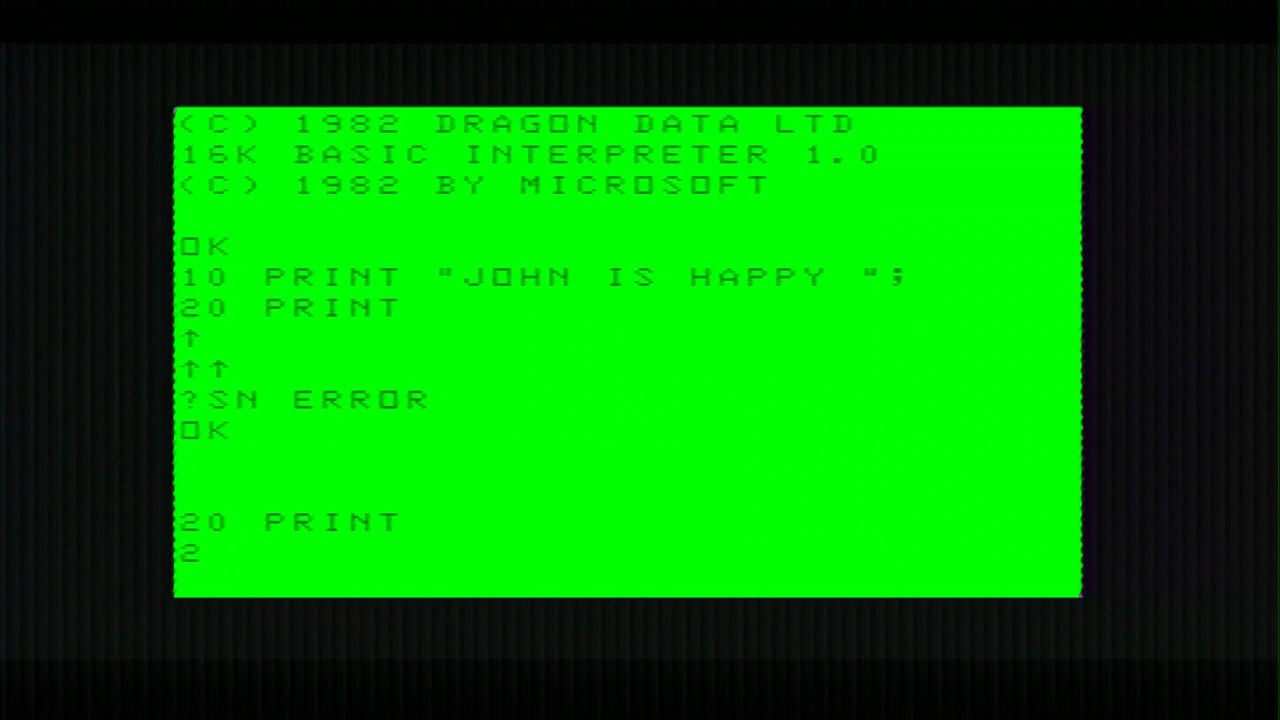 (C) 1982 DRAGON DATA LTD
16K BASIC INTERPRETER 1.0
(C) 1982 BY MICROSOFT
OK
10 PRINT "JOHN IS HAPPY ";
20 PRINT
↑
↑↑
?SN ERROR
OK
20 PRINT
2